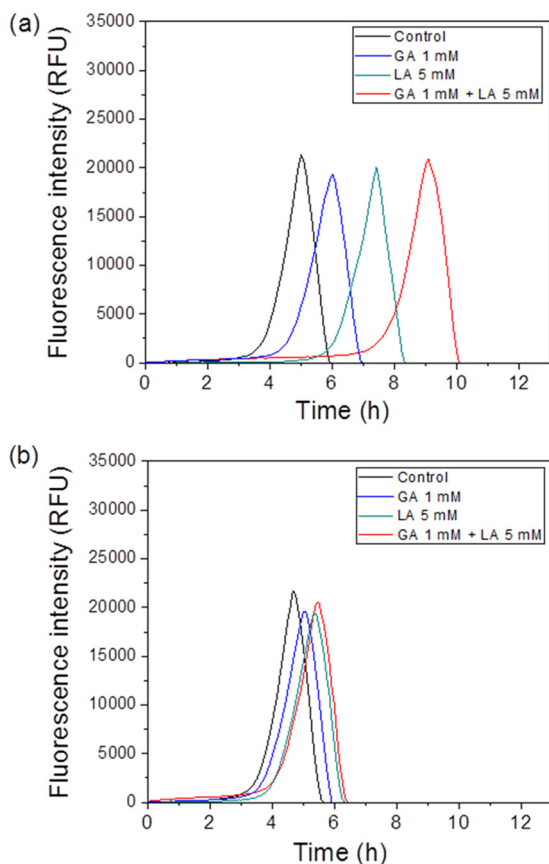 (a)
35000
30000
25000
20000
15000
10000
5000
0
Fluorescence intensity (RFU)
Control
GA 1 mM
LA 5 mM
GA 1 mM + LA 5 mM
0 2 4 6 8 10 12
Time (h)
(b)
35000
30000
25000
20000
15000
10000
5000
0
Fluorescence intensity (RFU)
Control
GA 1 mM
LA 5 mM
GA 1 mM + LA 5 mM
0 2 4 6 8 10 12
Time (h)